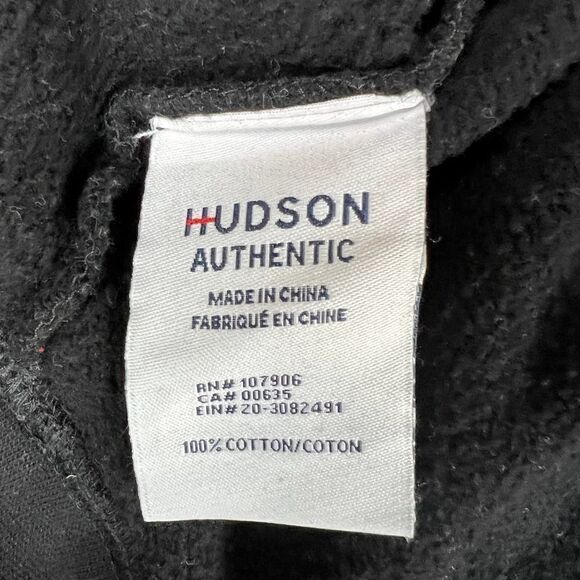 HUDSON
AUTHENTIC
MADE IN CHINA
FABRIQUÉ EN CHINE
RN# 107906
CA# 00635
EIN# 20-3082491
100% COTTON/COTON